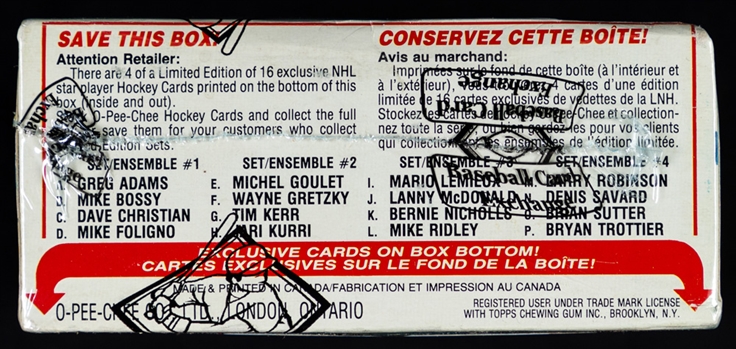 SAVE THIS BOX!
Attention Retailer:
There are 4 of a Limited Edition of 16 exclusive NHL
starplayer Hockey Cards printed on the bottom of this
box (inside and out).
O-Pee-Chee Hockey Cards and collect the full
save them for your customers who collect
Edition Sets.
CONSERVEZ CETTE BOÎTE!
Avis au marchand:
Imprimées sur le fond de cette boîte (à l'intérieur et
à l'extérieur), cartes d'une édition
limitée de 16 cartes exclusives de vedettes de la LNH.
Stockez cartes O-Pee-Chee et collection-
nez toute la série ou bien gardez-les pour vos clients
qui collectionnent les ensembles de l'édition limitée.
SET/ENSEMBLE #1
A. GREG ADAMS
B. MIKE BOSSY
C. DAVE CHRISTIAN
D. MIKE FOLIGNO
SET/ENSEMBLE #2
E. MICHEL GOULET
F. WAYNE GRETZKY
G. TIM KERR
H. JARI KURRI
SET/ENSEMBLE #3
I. MARIO LEMIEUX
J. LANNY McDONALD
K. BERNIE NICHOLLS
L. MIKE RIDLEY
SET/ENSEMBLE #4
M. LARRY ROBINSON
N. DENIS SAVARD
O. BRIAN SUTTER
P. BRYAN TROTTIER
EXCLUSIVE CARDS ON BOX BOTTOM!
CARTES EXCLUSIVES SUR LE FOND DE LA BOÎTE!
MADE & PRINTED IN CANADA/FABRICATION ET IMPRESSION AU CANADA
O-PEE-CHEE CO., LTD., LONDON, ONTARIO
REGISTERED USER UNDER TRADE MARK LICENSE
WITH TOPPS CHEWING GUM INC., BROOKLYN, N.Y.
Baseball Card
Exchange
Baseball Card
Exchange